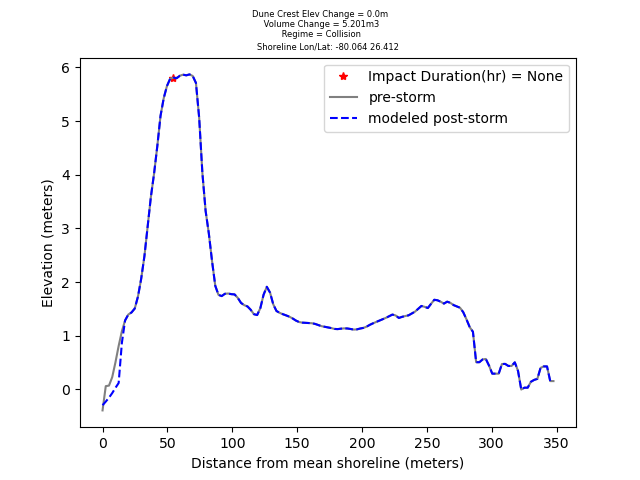 Dune Crest Elev Change = 0.0m
Volume Change = 5.201m3
Regime = Collision
Shoreline Lon/Lat: -80.064 26.412
Impact Duration(hr) = None
pre-storm
modeled post-storm
Elevation (meters)
6
5
4
3
2
1
0
0 50 100 150 200 250 300 350
Distance from mean shoreline (meters)